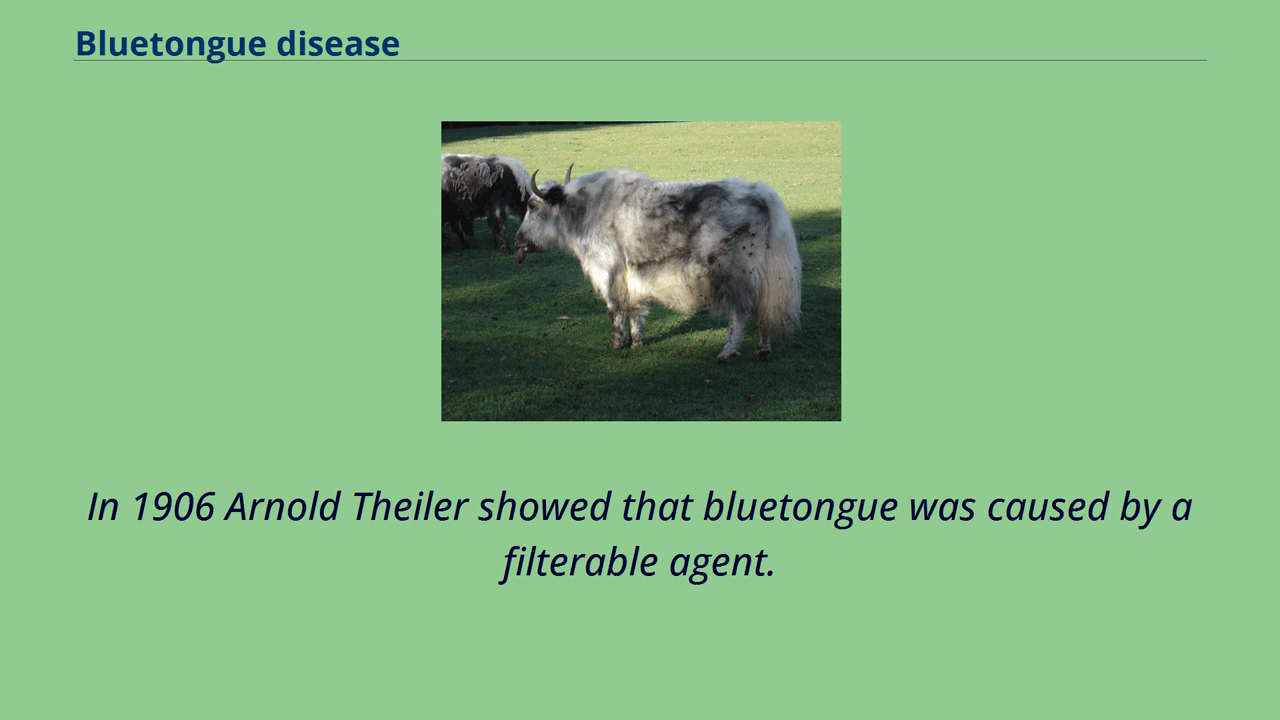 Bluetongue disease
In 1906 Arnold Theiler showed that bluetongue was caused by a
filterable agent.